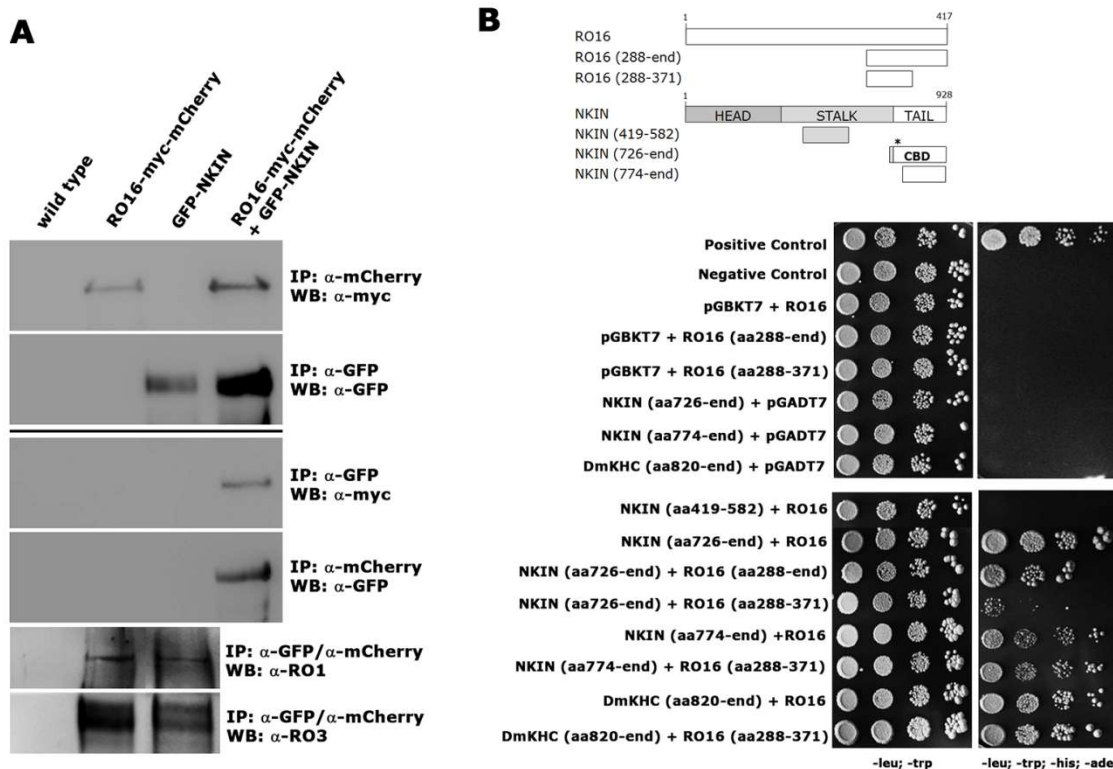 A
wild type
RO16-myc-mCherry
GFP-NKIN
RO16-myc-mCherry
+ GFP-NKIN
IP: α-mCherry
WB: α-myc
IP: α-GFP
WB: α-GFP
IP: α-GFP
WB: α-myc
IP: α-mCherry
WB: α-GFP
IP: α-GFP/α-mCherry
WB: α-RO1
IP: α-GFP/α-mCherry
WB: α-RO3
B
1 417
RO16
RO16 (288-end)
RO16 (288-371)
1 928
NKIN HEAD STALK TAIL
NKIN (419-582)
*
NKIN (726-end) CBD
NKIN (774-end)
Positive Control
Negative Control
pGBKT7 + RO16
pGBKT7 + RO16 (aa288-end)
pGBKT7 + RO16 (aa288-371)
NKIN (aa726-end) + pGADT7
NKIN (aa774-end) + pGADT7
DmKHC (aa820-end) + pGADT7
NKIN (aa419-582) + RO16
NKIN (aa726-end) + RO16
NKIN (aa726-end) + RO16 (aa288-end)
NKIN (aa726-end) + RO16 (aa288-371)
NKIN (aa774-end) +RO16
NKIN (aa774-end) + RO16 (aa288-371)
DmKHC (aa820-end) + RO16
DmKHC (aa820-end) + RO16 (aa288-371)
-leu; -trp -leu; -trp; -his; -ade